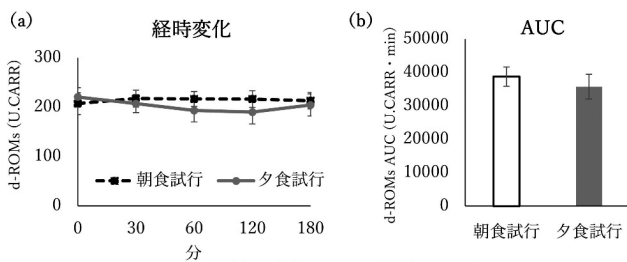 (a)
経時変化
d-ROMs (U.CARR)
300
200
100
0
朝食試行 夕食試行
0 30 60 120 180
分
(b)
AUC
d-ROMs AUC (U.CARR・min)
50000
40000
30000
20000
10000
0
朝食試行 夕食試行